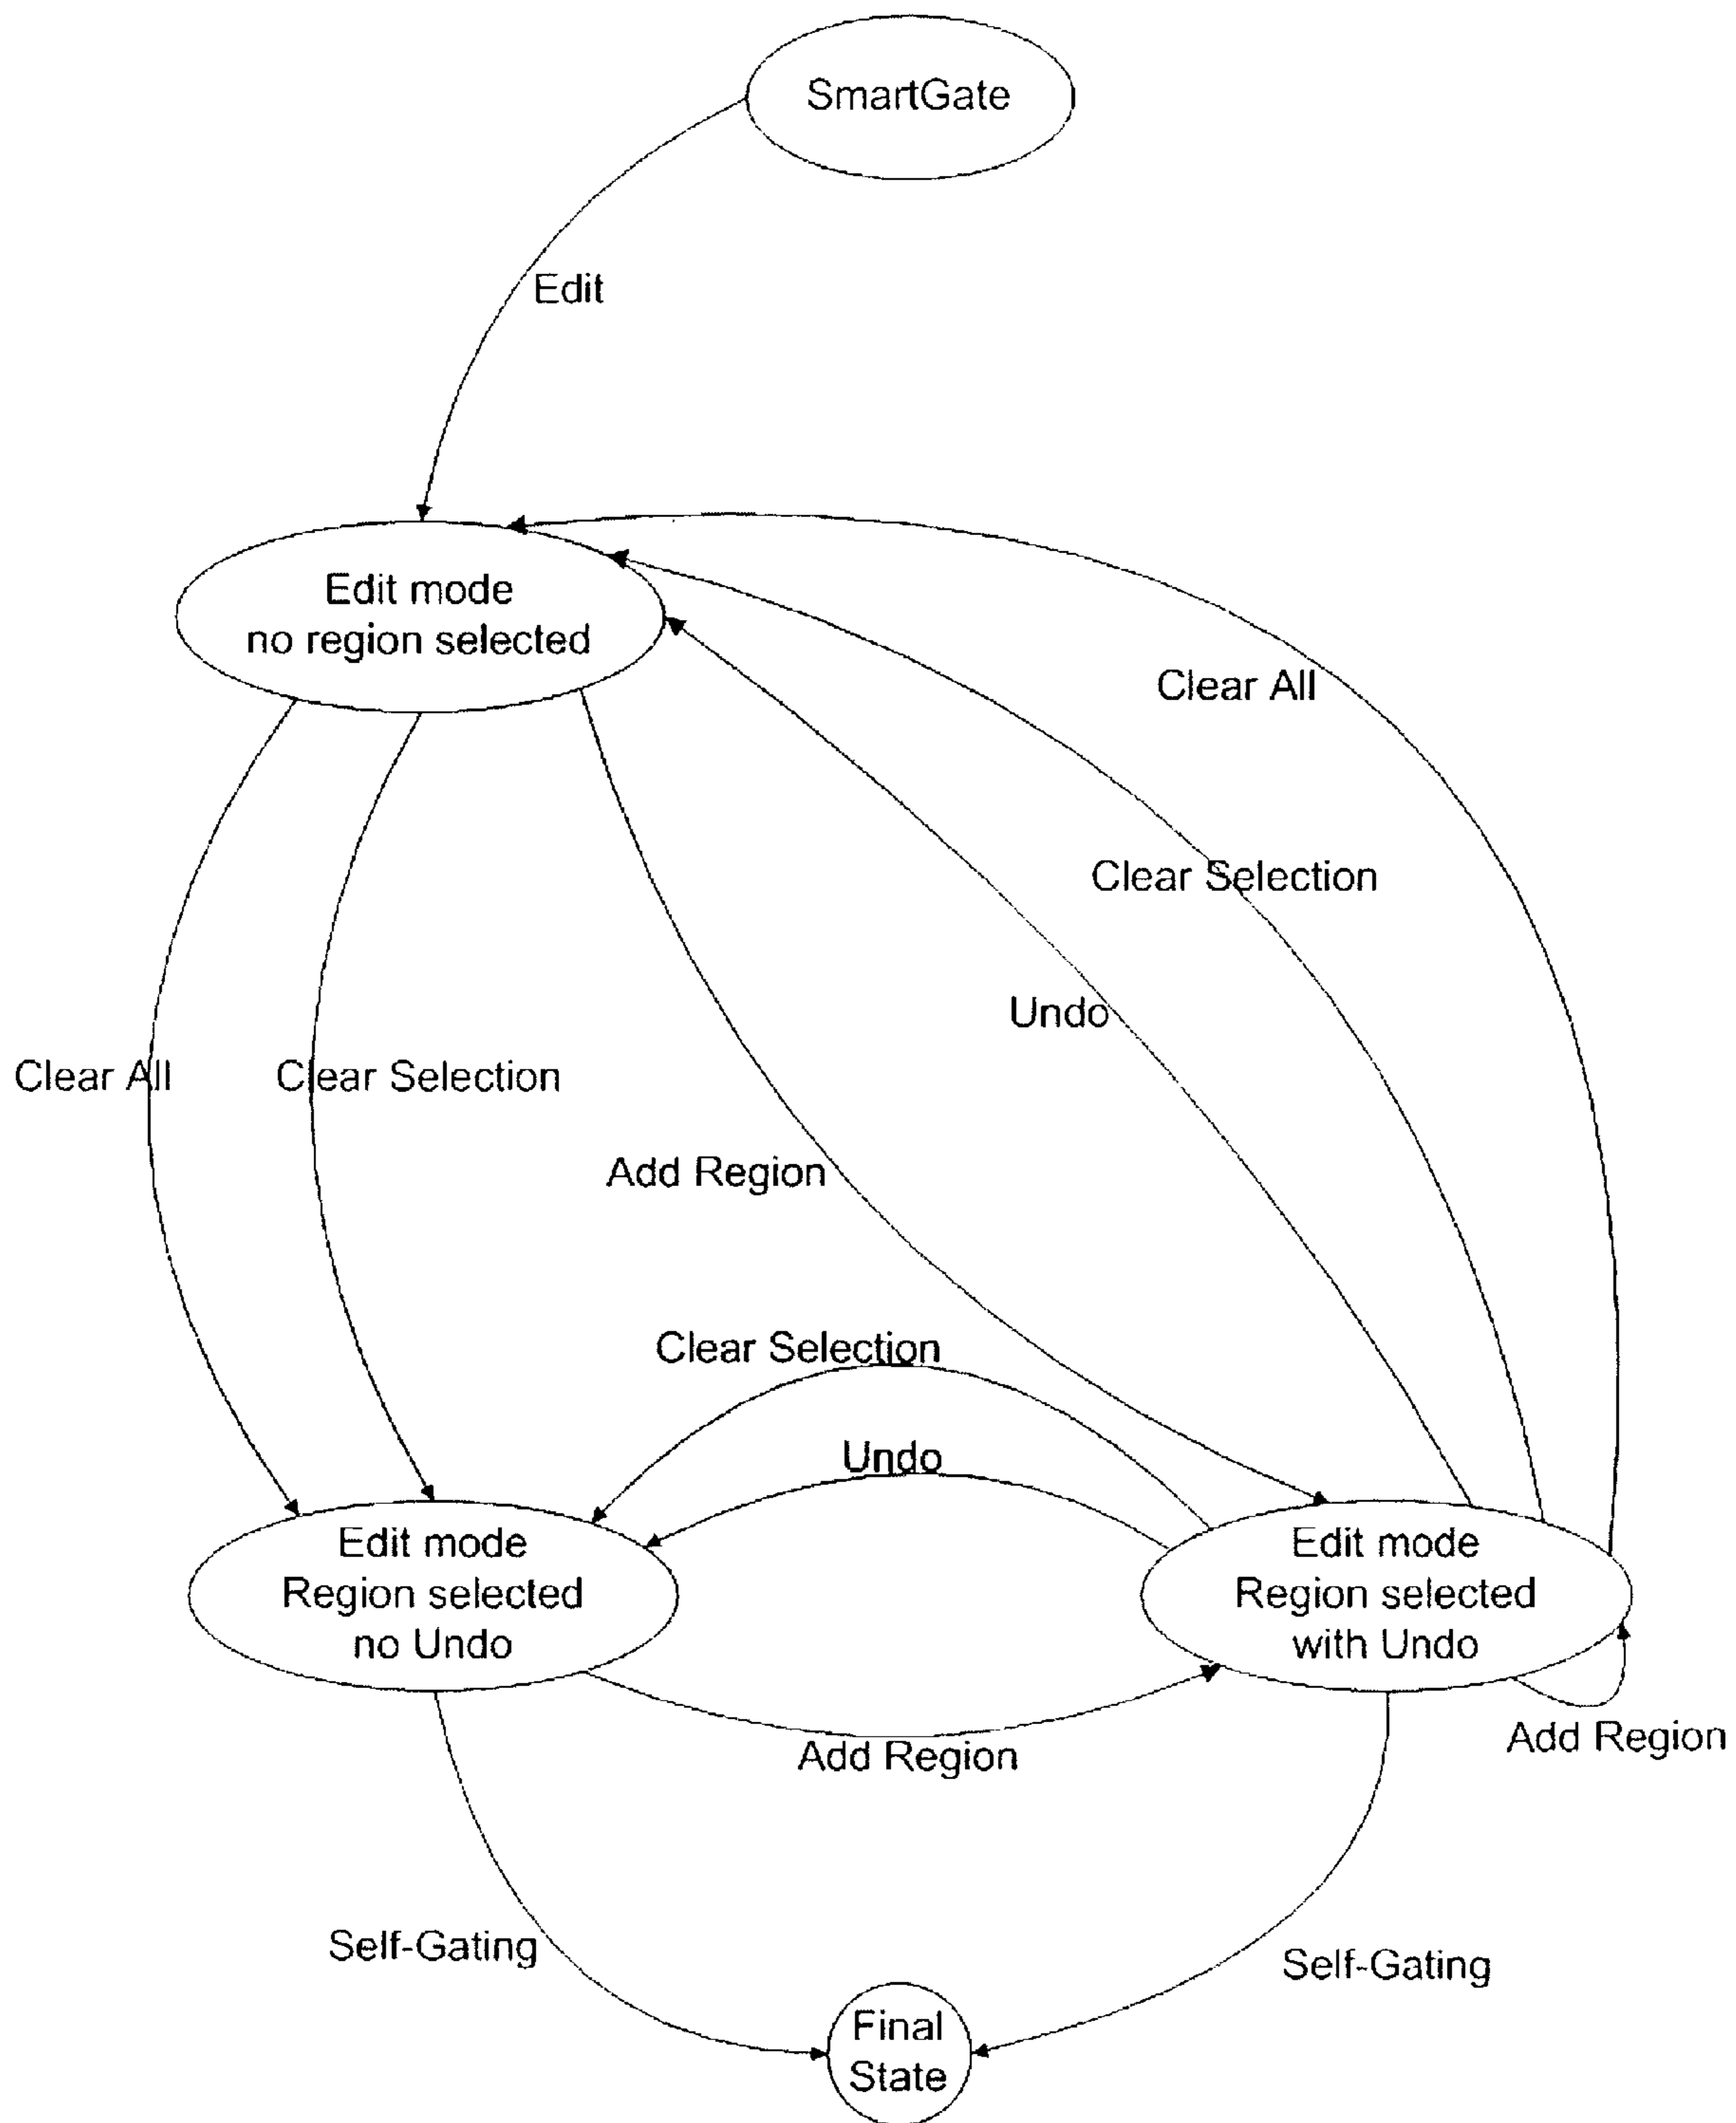 SmartGate
Edit
Edit mode
no region selected
Clear All
Clear Selection
Undo
Clear All
Clear Selection
Add Region
Clear Selection
Undo
Edit mode
Region selected
no Undo
Edit mode
Region selected
with Undo
Add Region
Add Region
Self-Gating
Self-Gating
Final
State